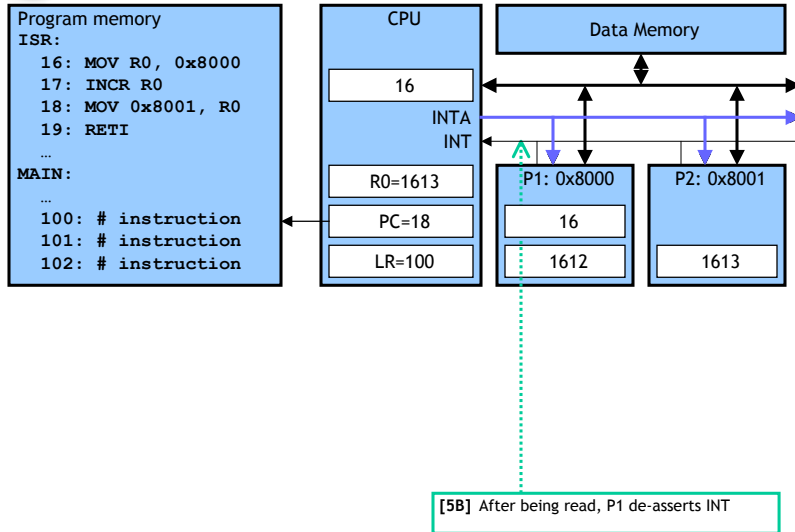 Program memory
ISR:
16: MOV R0, 0x8000
17: INCR R0
18: MOV 0x8001, R0
19: RETI
…
MAIN:
…
100: # instruction
101: # instruction
102: # instruction
CPU
16
INTA
INT
R0=1613
PC=18
LR=100
Data Memory
P1: 0x8000
16
1612
P2: 0x8001
1613
[5B] After being read, P1 de-asserts INT